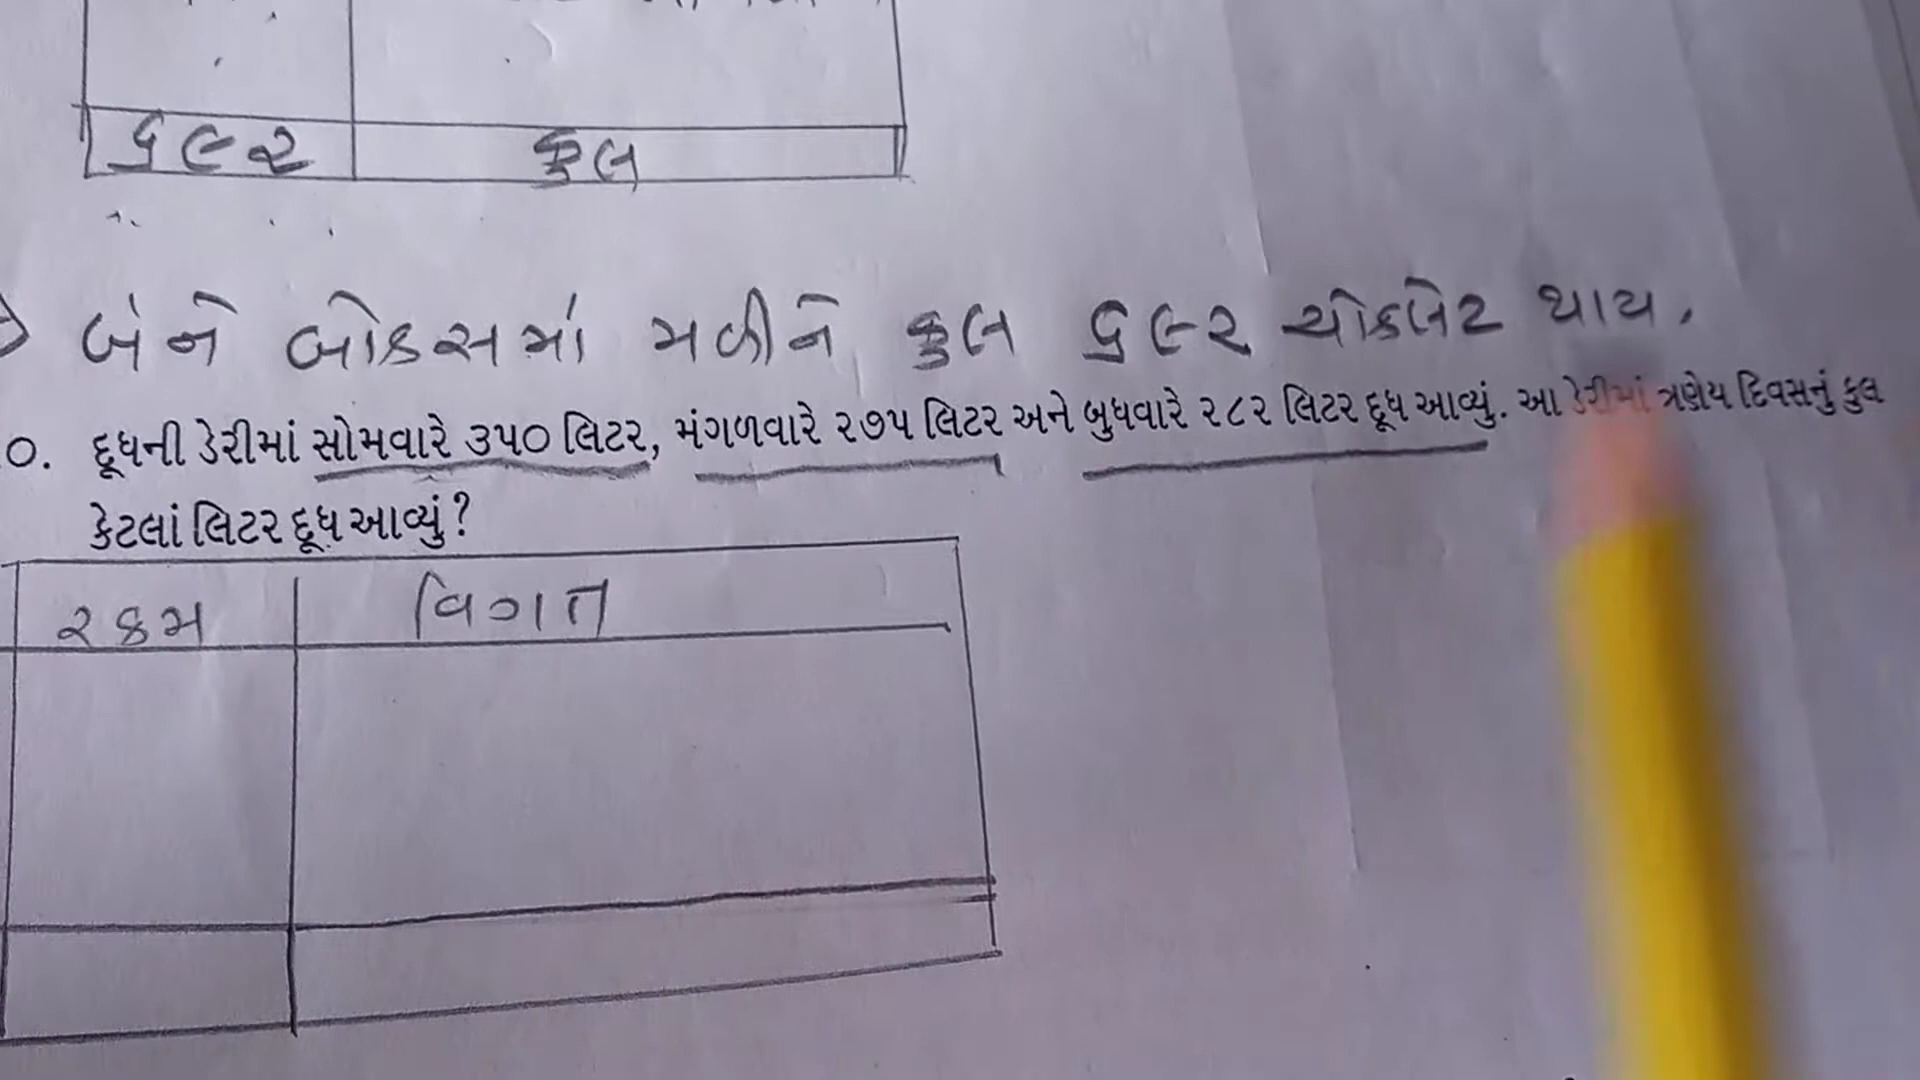 ૬૯૨ કુલ
બંને બોક્સમાં મળીને કુલ ૬૯૨ ચોકલેટ થાય.
૦. દૂધની ડેરીમાં સોમવારે ૩૫૦ લિટર, મંગળવારે ૨૭૫ લિટર અને બુધવારે ૨૮૨ લિટર દૂધ આવ્યું. આ ડેરીમાં ત્રણેય દિવસનું કુલ
કેટલાં લિટર દૂધ આવ્યું?
રકમ વિગત